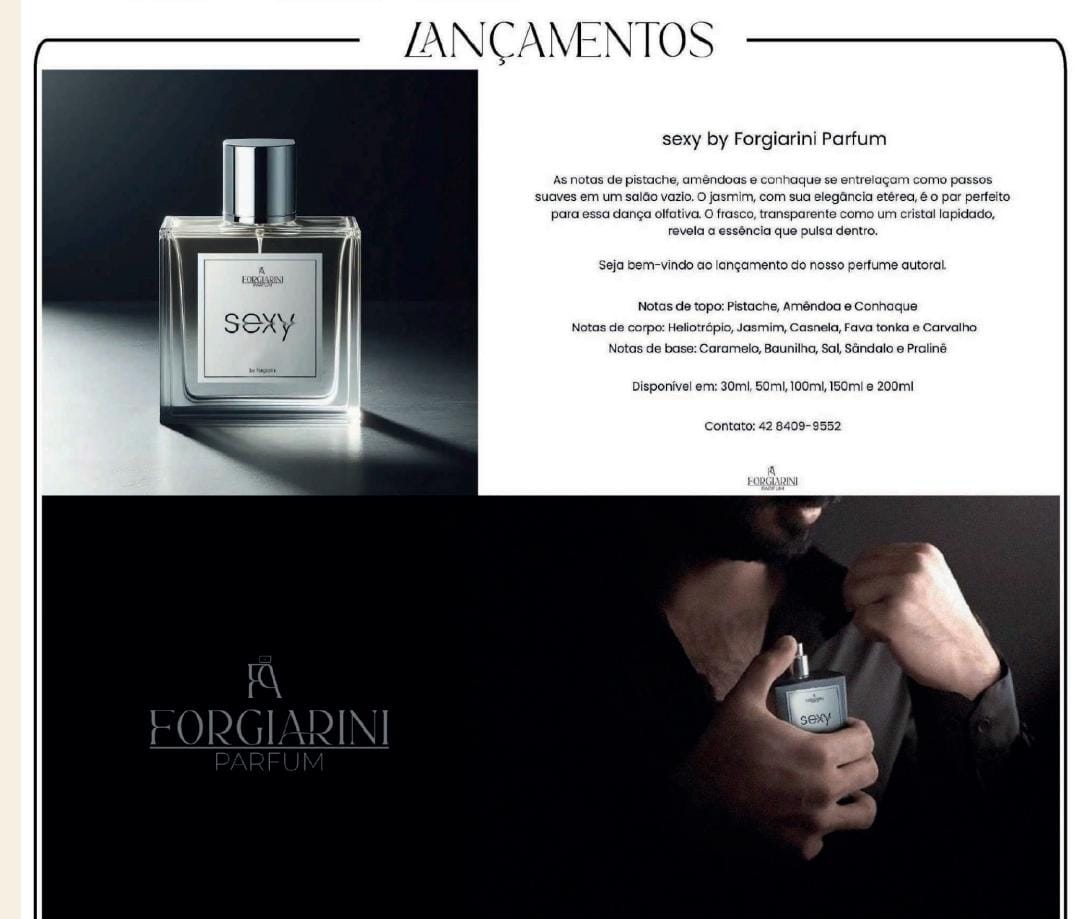 LANÇAMENTOS
FORGIARINI
PARFUM
sexy
by Forgiarini
sexy by Forgiarini Parfum
As notas de pistache, amêndoas e conhaque se entrelaçam como passos
suaves em um salão vazio. O jasmim, com sua elegância etérea, é o par perfeito
para essa dança olfativa. O frasco, transparente como um cristal lapidado,
revela a essência que pulsa dentro.
Seja bem-vindo ao lançamento do nosso perfume autoral.
Notas de topo: Pistache, Amêndoa e Conhaque
Notas de corpo: Heliotrópio, Jasmim, Casnela, Fava tonka e Carvalho
Notas de base: Caramelo, Baunilha, Sal, Sândalo e Pralinê
Disponível em: 30ml, 50ml, 100ml, 150ml e 200ml
Contato: 42 8409-9552
FORGIARINI
PARFUM
FORGIARINI
PARFUM
sexy